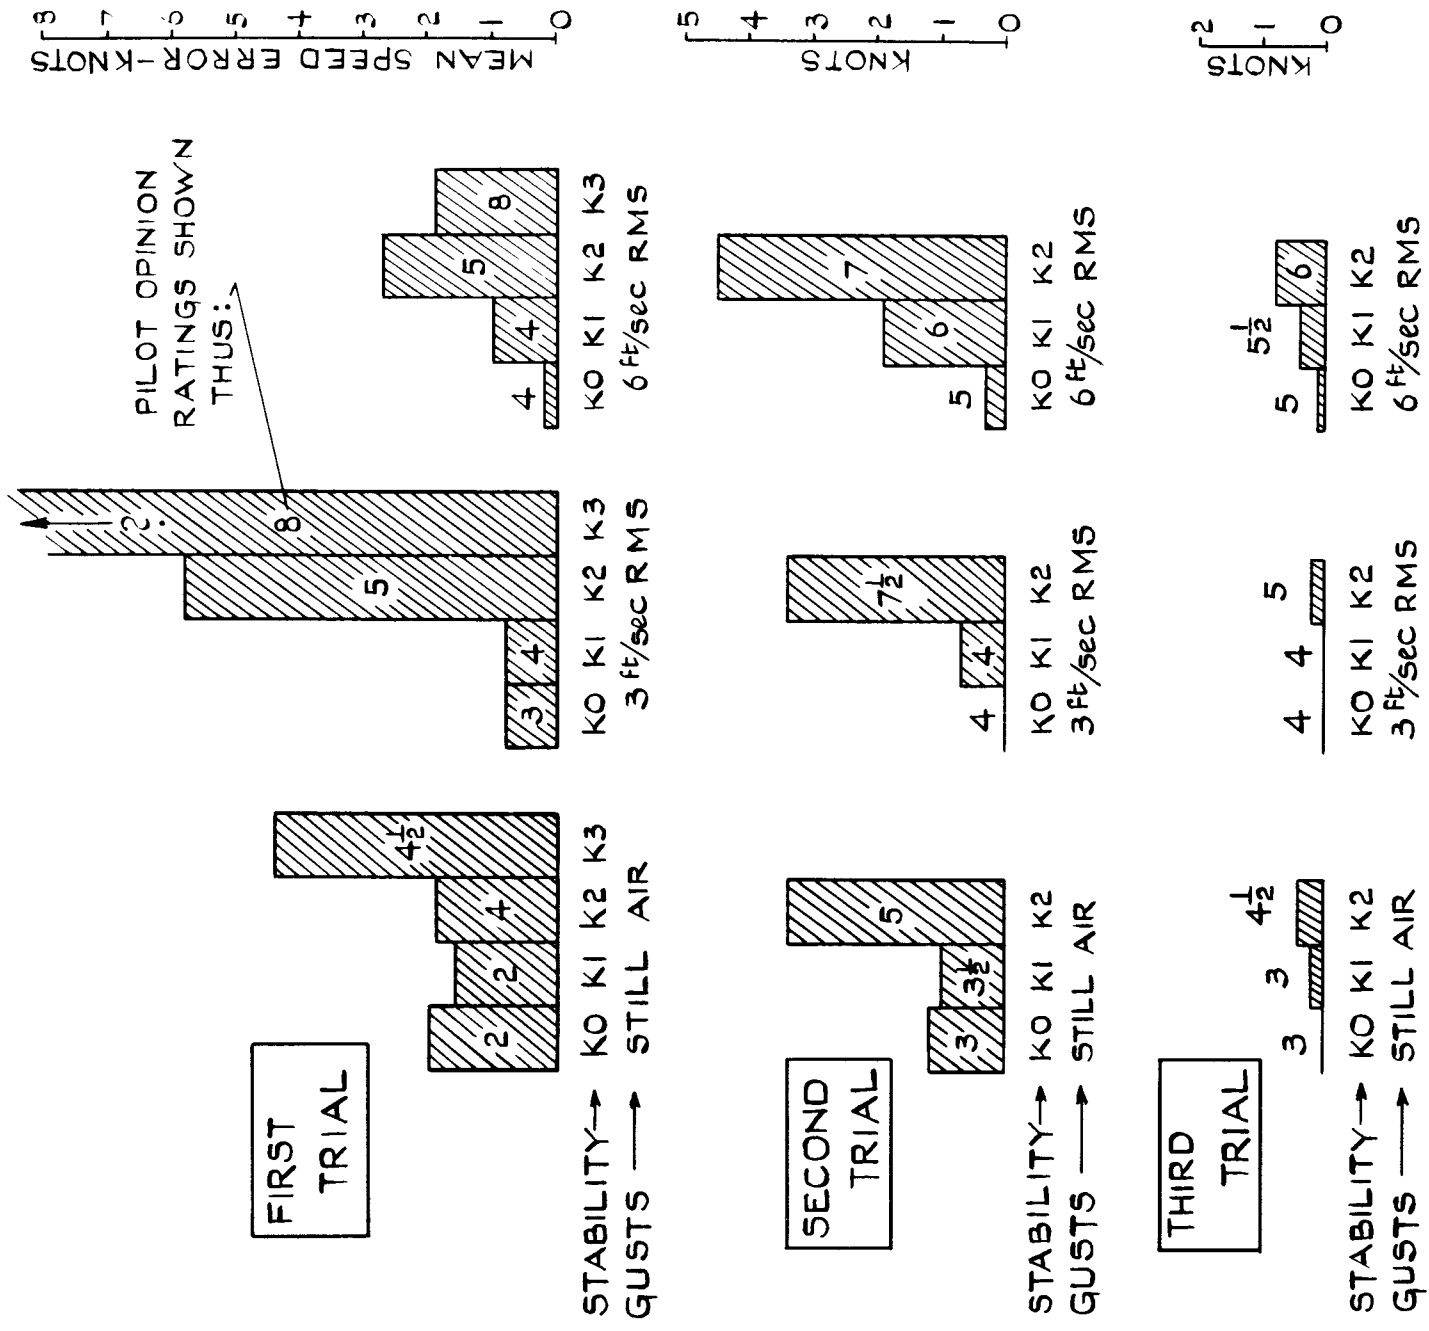 PILOT OPINION
RATINGS SHOWN
THUS:
8
7
6
5
4
3
2
1
0
MEAN SPEED ERROR-KNOTS
FIRST
TRIAL
2 2 4 4½
3 4 5 8 ?
4 4 5 8
STABILITY→ KO K1 K2 K3 KO K1 K2 K3 KO K1 K2 K3
GUSTS → STILL AIR 3 ft/sec RMS 6 ft/sec RMS
5
4
3
2
1
0
KNOTS
SECOND
TRIAL
3 3½ 5
4 4 7½
5 6 7
STABILITY→ KO K1 K2 KO K1 K2 KO K1 K2
GUSTS → STILL AIR 3 ft/sec RMS 6 ft/sec RMS
2
1
0
KNOTS
THIRD
TRIAL
3 3 4½
4 4 5
5 5½ 6
STABILITY→ KO K1 K2 KO K1 K2 KO K1 K2
GUSTS → STILL AIR 3 ft/sec RMS 6 ft/sec RMS